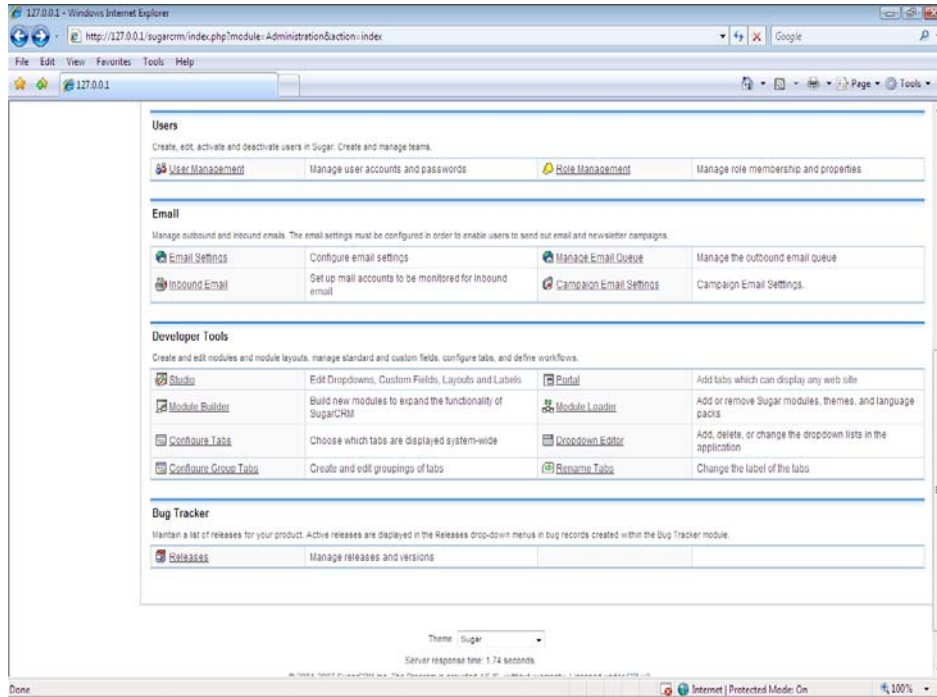 127.0.0.1 - Windows Internet Explorer
http://127.0.0.1/sugarcrm/index.php?module=Administration&action=index
Google
File Edit View Favorites Tools Help
127.0.0.1
Page Tools
Users
Create, edit, activate and deactivate users in Sugar. Create and manage teams.
User Management Manage user accounts and passwords Role Management Manage role membership and properties
Email
Manage outbound and inbound emails. The email settings must be configured in order to enable users to send out email and newsletter campaigns.
Email Settings Configure email settings Manage Email Queue Manage the outbound email queue
Inbound Email Set up mail accounts to be monitored for inbound email Campaign Email Settings Campaign Email Settings.
Developer Tools
Create and edit modules and module layouts, manage standard and custom fields, configure tabs, and define workflows.
Studio Edit Dropdowns, Custom Fields, Layouts and Labels Portal Add tabs which can display any web site
Module Builder Build new modules to expand the functionality of SugarCRM Module Loader Add or remove Sugar modules, themes, and language packs
Configure Tabs Choose which tabs are displayed system-wide Dropdown Editor Add, delete, or change the dropdown lists in the application
Configure Group Tabs Create and edit groupings of tabs Rename Tabs Change the label of the tabs
Bug Tracker
Maintain a list of releases for your product. Active releases are displayed in the Releases drop-down menus in bug records created within the Bug Tracker module.
Releases Manage releases and versions
Theme Sugar
Server response time: 1.74 seconds.
Done Internet | Protected Mode: On 100%